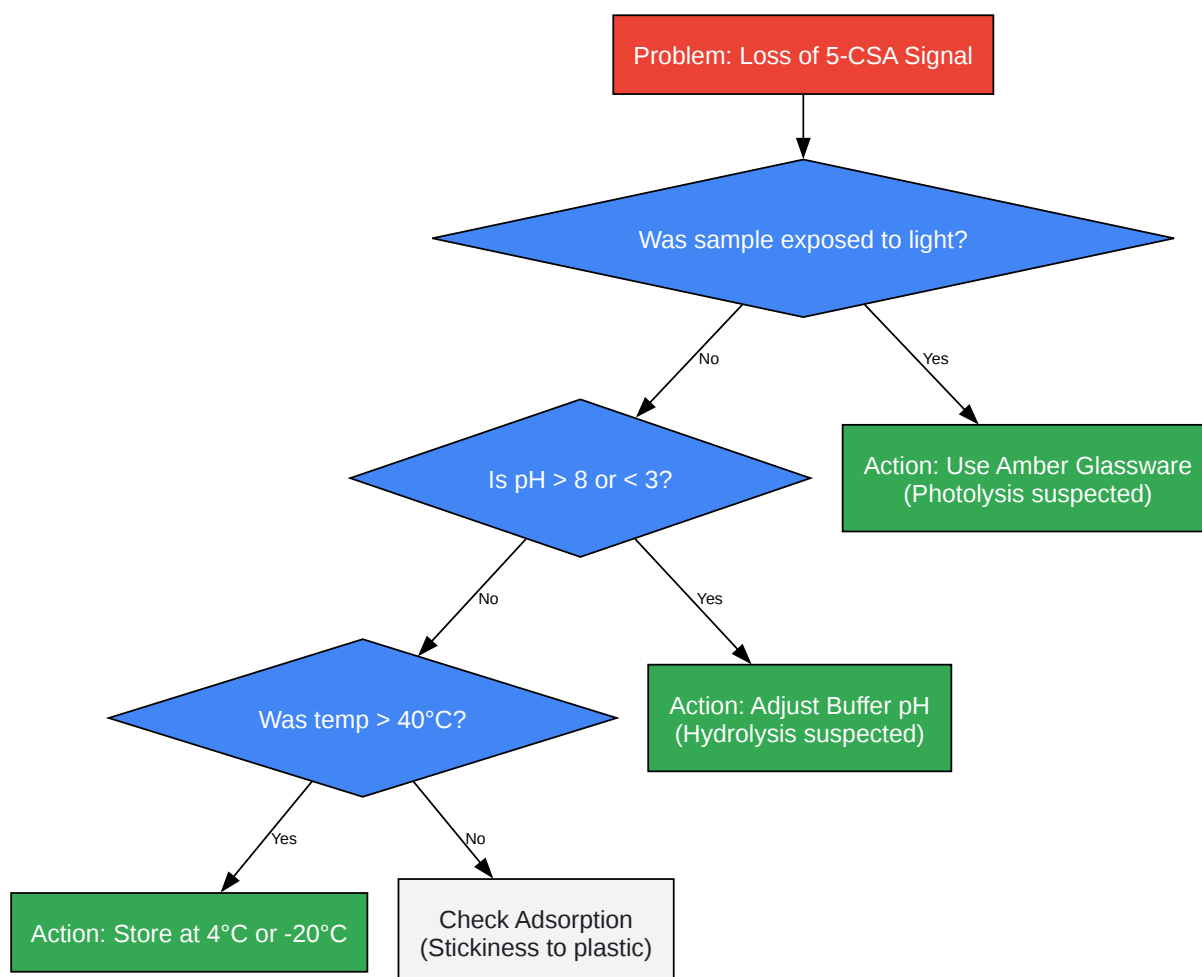 Problem: Loss of 5-CSA Signal
Was sample exposed to light?
No
Yes
Is pH > 8 or < 3?
Action: Use Amber Glassware
(Photolysis suspected)
No
Yes
Was temp > 40°C?
Action: Adjust Buffer pH
(Hydrolysis suspected)
Yes
No
Action: Store at 4°C or -20°C
Check Adsorption
(Stickiness to plastic)